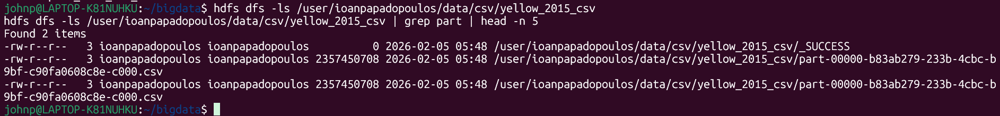 johnp@LAPTOP-K81NUHKU:~/bigdata$ hdfs dfs -ls /user/ioanpapadopoulos/data/csv/yellow_2015_csv
hdfs dfs -ls /user/ioanpapadopoulos/data/csv/yellow_2015_csv | grep part | head -n 5
Found 2 items
-rw-r--r--   3 ioanpapadopoulos ioanpapadopoulos          0 2026-02-05 05:48 /user/ioanpapadopoulos/data/csv/yellow_2015_csv/_SUCCESS
-rw-r--r--   3 ioanpapadopoulos ioanpapadopoulos 2357450708 2026-02-05 05:48 /user/ioanpapadopoulos/data/csv/yellow_2015_csv/part-00000-b83ab279-233b-4cbc-b
9bf-c90fa0608c8e-c000.csv
-rw-r--r--   3 ioanpapadopoulos ioanpapadopoulos 2357450708 2026-02-05 05:48 /user/ioanpapadopoulos/data/csv/yellow_2015_csv/part-00000-b83ab279-233b-4cbc-b
9bf-c90fa0608c8e-c000.csv
johnp@LAPTOP-K81NUHKU:~/bigdata$